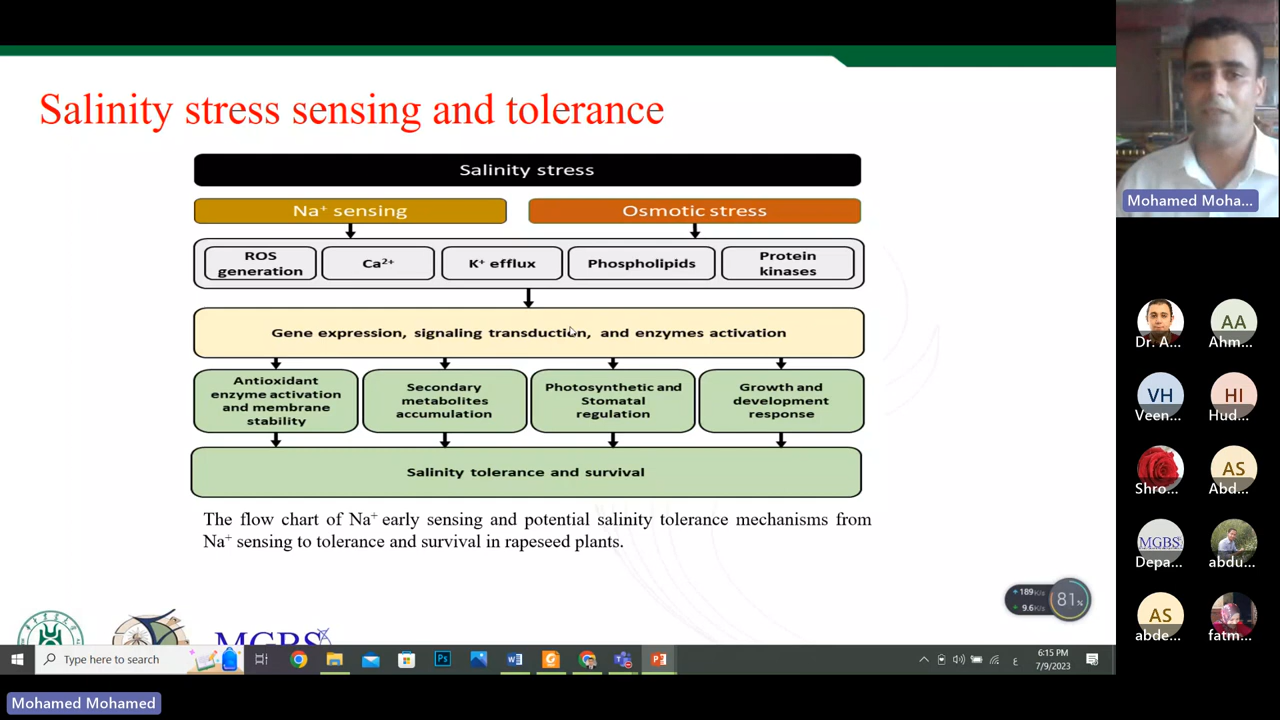 Salinity stress sensing and tolerance
Salinity stress
Na⁺ sensing
Osmotic stress
ROS
generation
Ca²⁺
K⁺ efflux
Phospholipids
Protein
kinases
Gene expression, signaling transduction, and enzymes activation
Antioxidant
enzyme activation
and membrane
stability
Secondary
metabolites
accumulation
Photosynthetic and
Stomatal
regulation
Growth and
development
response
Salinity tolerance and survival
The flow chart of Na⁺ early sensing and potential salinity tolerance mechanisms from
Na⁺ sensing to tolerance and survival in rapeseed plants.
MGBS
+ 189K/s
+ 9.6K/s
81%
Type here to search
Ps
ع
6:15 PM
7/9/2023
Mohamed Mohamed
Mohamed Moha...
Dr. A...
AA
Ahm...
VH
Veen...
HI
Hud...
Shro...
AS
Abd...
MGBS
Depa...
abdu...
AS
abde...
fatm...